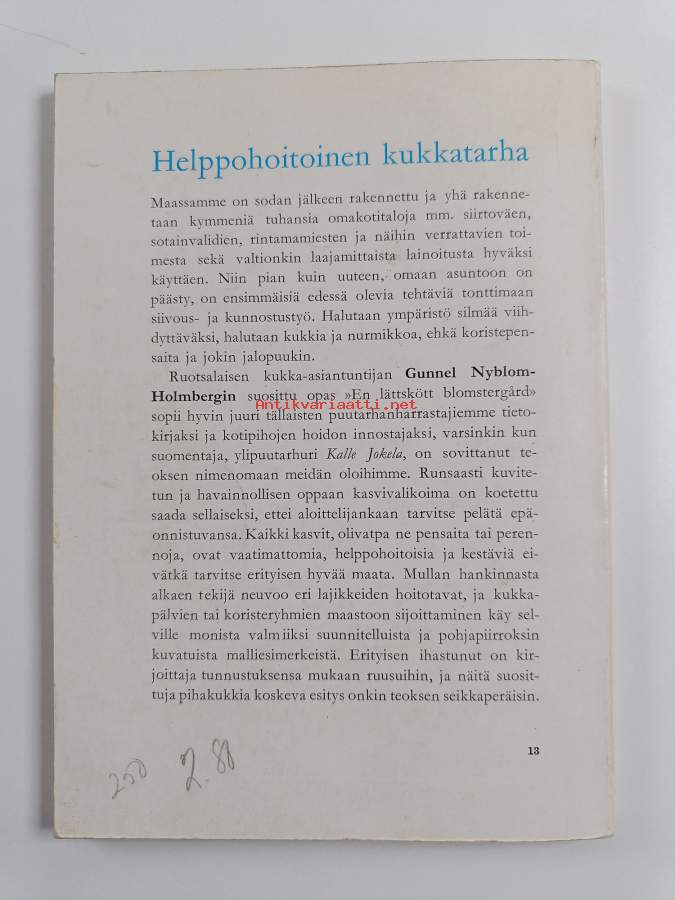 Helppohoitoinen kukkatarha
Maassamme on sodan jälkeen rakennettu ja yhä rakenne-
taan kymmeniä tuhansia omakotitaloja mm. siirtoväen,
sotainvalidien, rintamamiesten ja näihin verrattavien toi-
mesta sekä valtionkin laajamittaista lainoitusta hyväksi
käyttäen. Niin pian kuin uuteen, omaan asuntoon on
päästy, on ensimmäisiä edessä olevia tehtäviä tonttimaan
siivous- ja kunnostustyö. Halutaan ympäristö silmää viih-
dyttäväksi, halutaan kukkia ja nurmikkoa, ehkä koristepen-
saita ja jokin jalopuukin.
Ruotsalaisen kukka-asiantuntijan Gunnel Nyblom-
Holmbergin suosittu opas »En lättskött blomstergård»
Antikvariaatti.net
sopii hyvin juuri tällaisten puutarhanharrastajiemme tieto-
kirjaksi ja kotipihojen hoidon innostajaksi, varsinkin kun
suomentaja, ylipuutarhuri Kalle Jokela, on sovittanut te-
oksen nimenomaan meidän oloihimme. Runsaasti kuvite-
tun ja havainnollisen oppaan kasvivalikoima on koetettu
saada sellaiseksi, ettei aloittelijankaan tarvitse pelätä epä-
onnistuvansa. Kaikki kasvit, olivatpa ne pensaita tai peren-
noja, ovat vaatimattomia, helppohoitoisia ja kestäviä ei-
vätkä tarvitse erityisen hyvää maata. Mullan hankinnasta
alkaen tekijä neuvoo eri lajikkeiden hoitotavat, ja kukka-
pälvien tai koristeryhmien maastoon sijoittaminen käy sel-
ville monista valmiiksi suunnitelluista ja pohjapiirroksin
kuvatuista malliesimerkeistä. Erityisen ihastunut on kir-
joittaja tunnustuksensa mukaan ruusuihin, ja näitä suosit-
tuja pihakukkia koskeva esitys onkin teoksen seikkaperäisin.
13
250 2.80